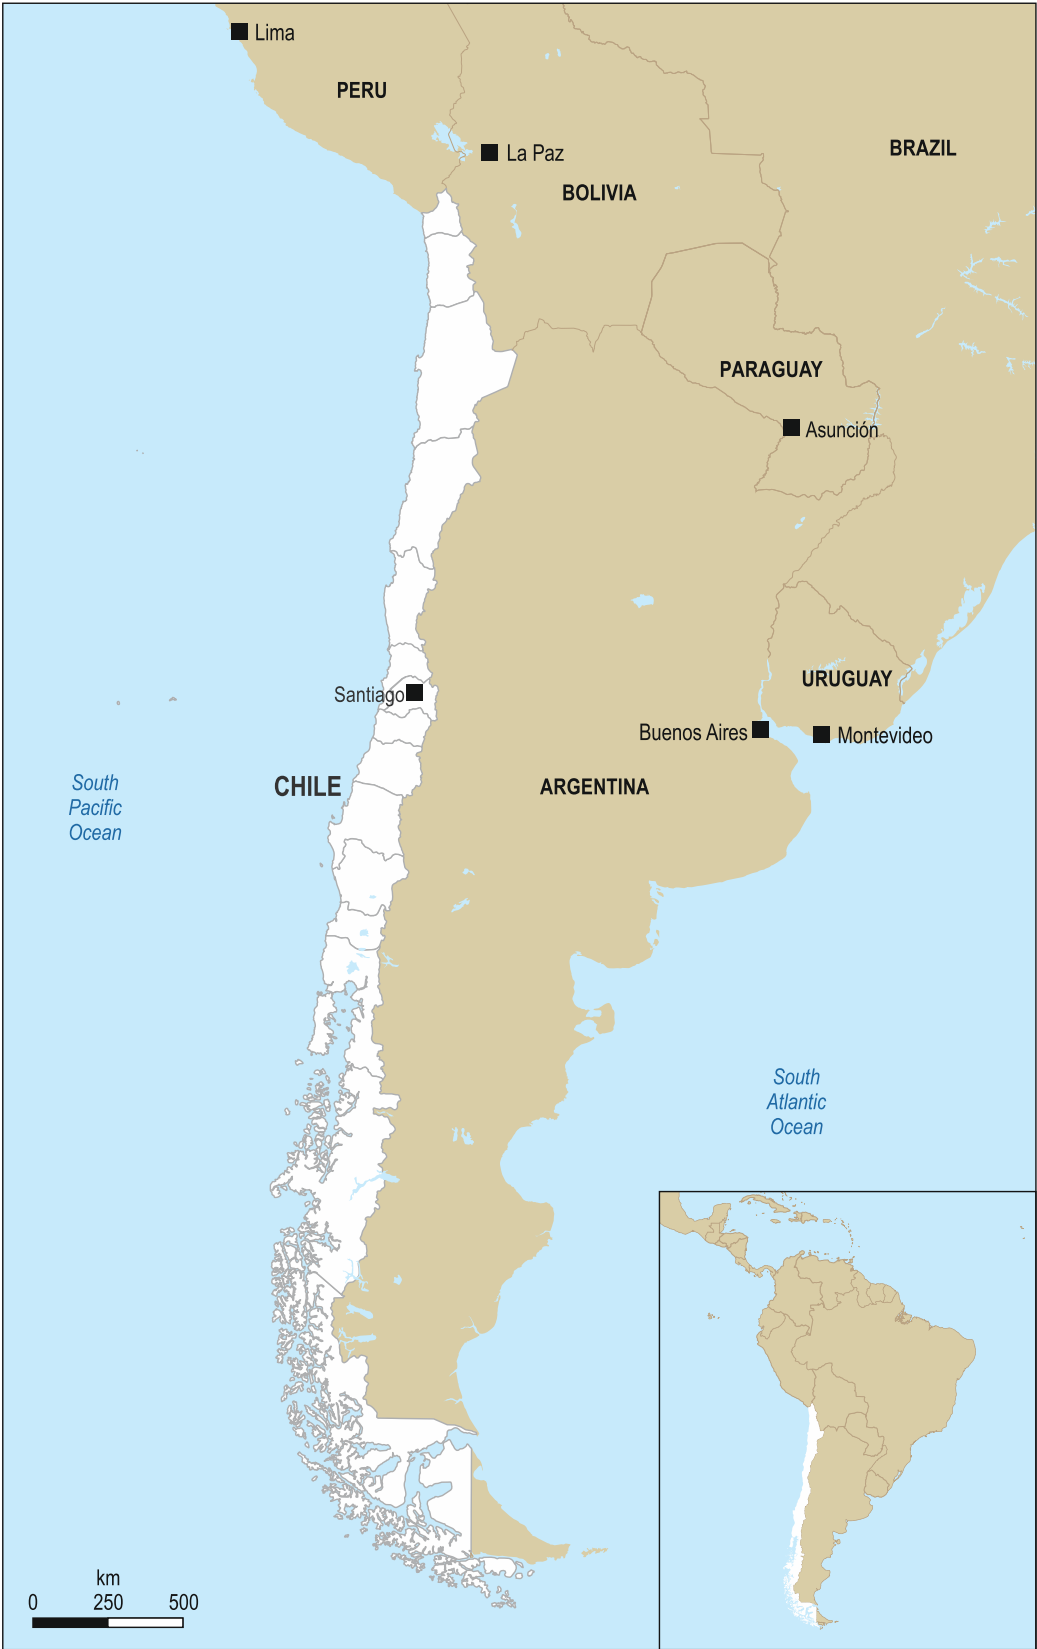 Lima
PERU
BRAZIL
La Paz
BOLIVIA
PARAGUAY
Asunción
URUGUAY
Santiago
Buenos Aires
Montevideo
CHILE
ARGENTINA
South
Pacific
Ocean
South
Atlantic
Ocean
km
0 250 500